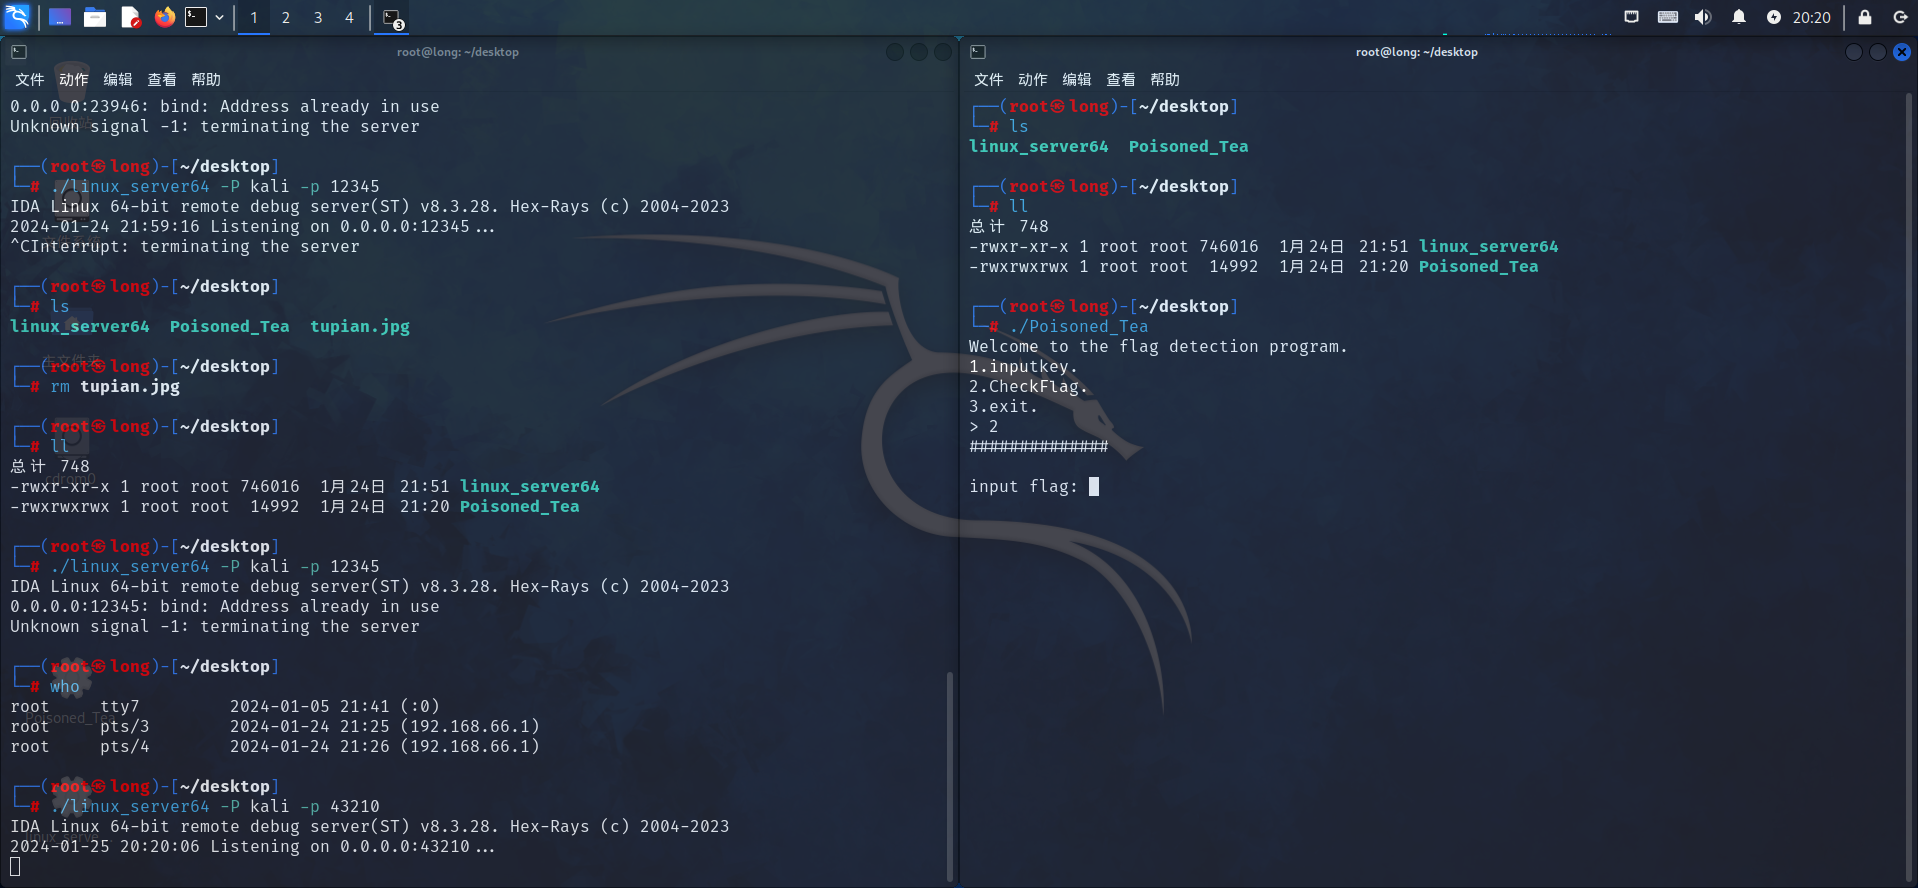 1 2 3 4 3 20:20
root@long: ~/desktop
文件 动作 编辑 查看 帮助
0.0.0.0:23946: bind: Address already in use
Unknown signal -1: terminating the server
┌──(root㉿long)-[~/desktop]
└─# ./linux_server64 -P kali -p 12345
IDA Linux 64-bit remote debug server(ST) v8.3.28. Hex-Rays (c) 2004-2023
2024-01-24 21:59:16 Listening on 0.0.0.0:12345...
^CInterrupt: terminating the server
┌──(root㉿long)-[~/desktop]
└─# ls
linux_server64  Poisoned_Tea  tupian.jpg
┌──(root㉿long)-[~/desktop]
└─# rm tupian.jpg
┌──(root㉿long)-[~/desktop]
└─# ll
总计 748
-rwxr-xr-x 1 root root 746016  1月24日 21:51 linux_server64
-rwxrwxrwx 1 root root  14992  1月24日 21:20 Poisoned_Tea
┌──(root㉿long)-[~/desktop]
└─# ./linux_server64 -P kali -p 12345
IDA Linux 64-bit remote debug server(ST) v8.3.28. Hex-Rays (c) 2004-2023
0.0.0.0:12345: bind: Address already in use
Unknown signal -1: terminating the server
┌──(root㉿long)-[~/desktop]
└─# who
root     tty7         2024-01-05 21:41 (:0)
root     pts/3        2024-01-24 21:25 (192.168.66.1)
root     pts/4        2024-01-24 21:26 (192.168.66.1)
┌──(root㉿long)-[~/desktop]
└─# ./linux_server64 -P kali -p 43210
IDA Linux 64-bit remote debug server(ST) v8.3.28. Hex-Rays (c) 2004-2023
2024-01-25 20:20:06 Listening on 0.0.0.0:43210...
root@long: ~/desktop
文件 动作 编辑 查看 帮助
┌──(root㉿long)-[~/desktop]
└─# ls
linux_server64  Poisoned_Tea
┌──(root㉿long)-[~/desktop]
└─# ll
总计 748
-rwxr-xr-x 1 root root 746016  1月24日 21:51 linux_server64
-rwxrwxrwx 1 root root  14992  1月24日 21:20 Poisoned_Tea
┌──(root㉿long)-[~/desktop]
└─# ./Poisoned_Tea
Welcome to the flag detection program.
1.inputkey.
2.CheckFlag.
3.exit.
> 2
##############
input flag:
回收站
文件系统
主文件夹
cdrom0
Poisoned_Tea
linux_serve